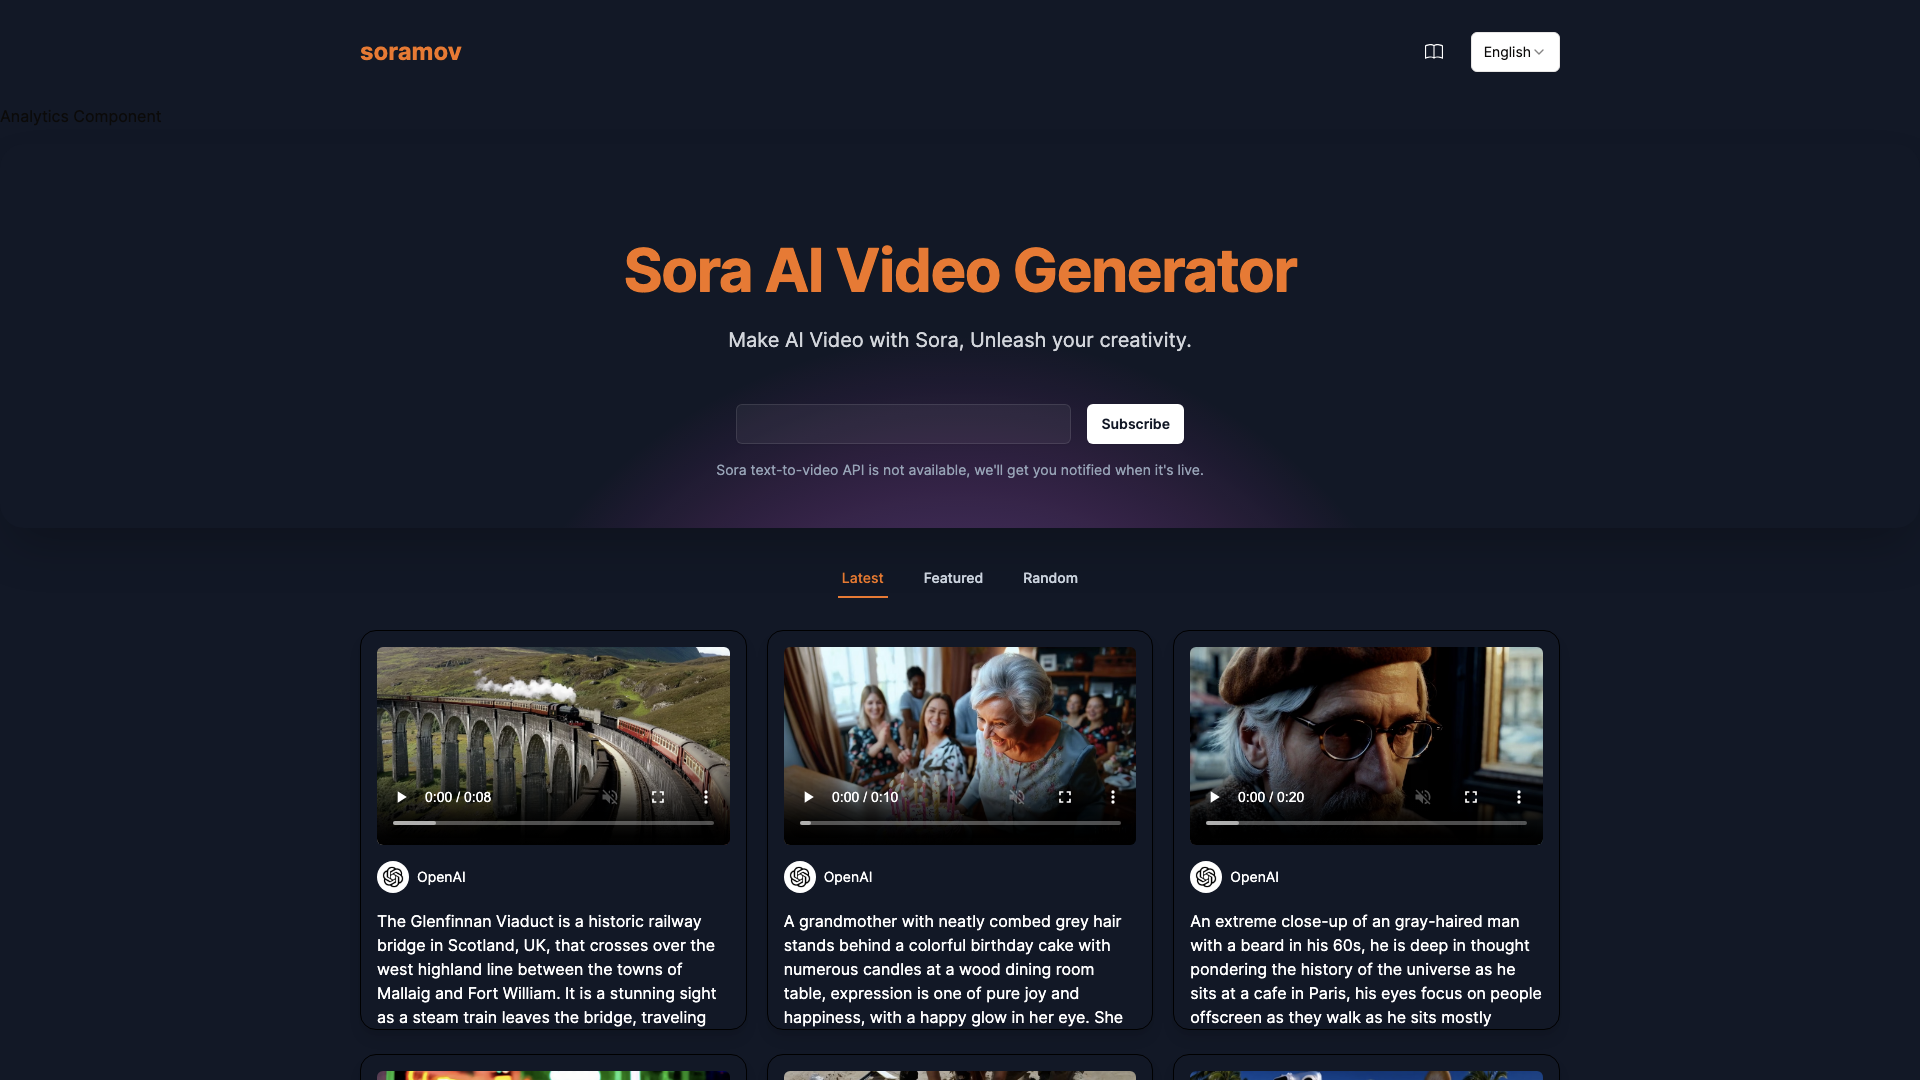 soramov
English
Analytics Component
Sora AI Video Generator
Make AI Video with Sora, Unleash your creativity.
Subscribe
Sora text-to-video API is not available, we'll get you notified when it's live.
Latest
Featured
Random
0:00 / 0:08
0:00 / 0:10
0:00 / 0:20
OpenAI
The Glenfinnan Viaduct is a historic railway
bridge in Scotland, UK, that crosses over the
west highland line between the towns of
Mallaig and Fort William. It is a stunning sight
as a steam train leaves the bridge, traveling
OpenAI
A grandmother with neatly combed grey hair
stands behind a colorful birthday cake with
numerous candles at a wood dining room
table, expression is one of pure joy and
happiness, with a happy glow in her eye. She
OpenAI
An extreme close-up of an gray-haired man
with a beard in his 60s, he is deep in thought
pondering the history of the universe as he
sits at a cafe in Paris, his eyes focus on people
offscreen as they walk as he sits mostly